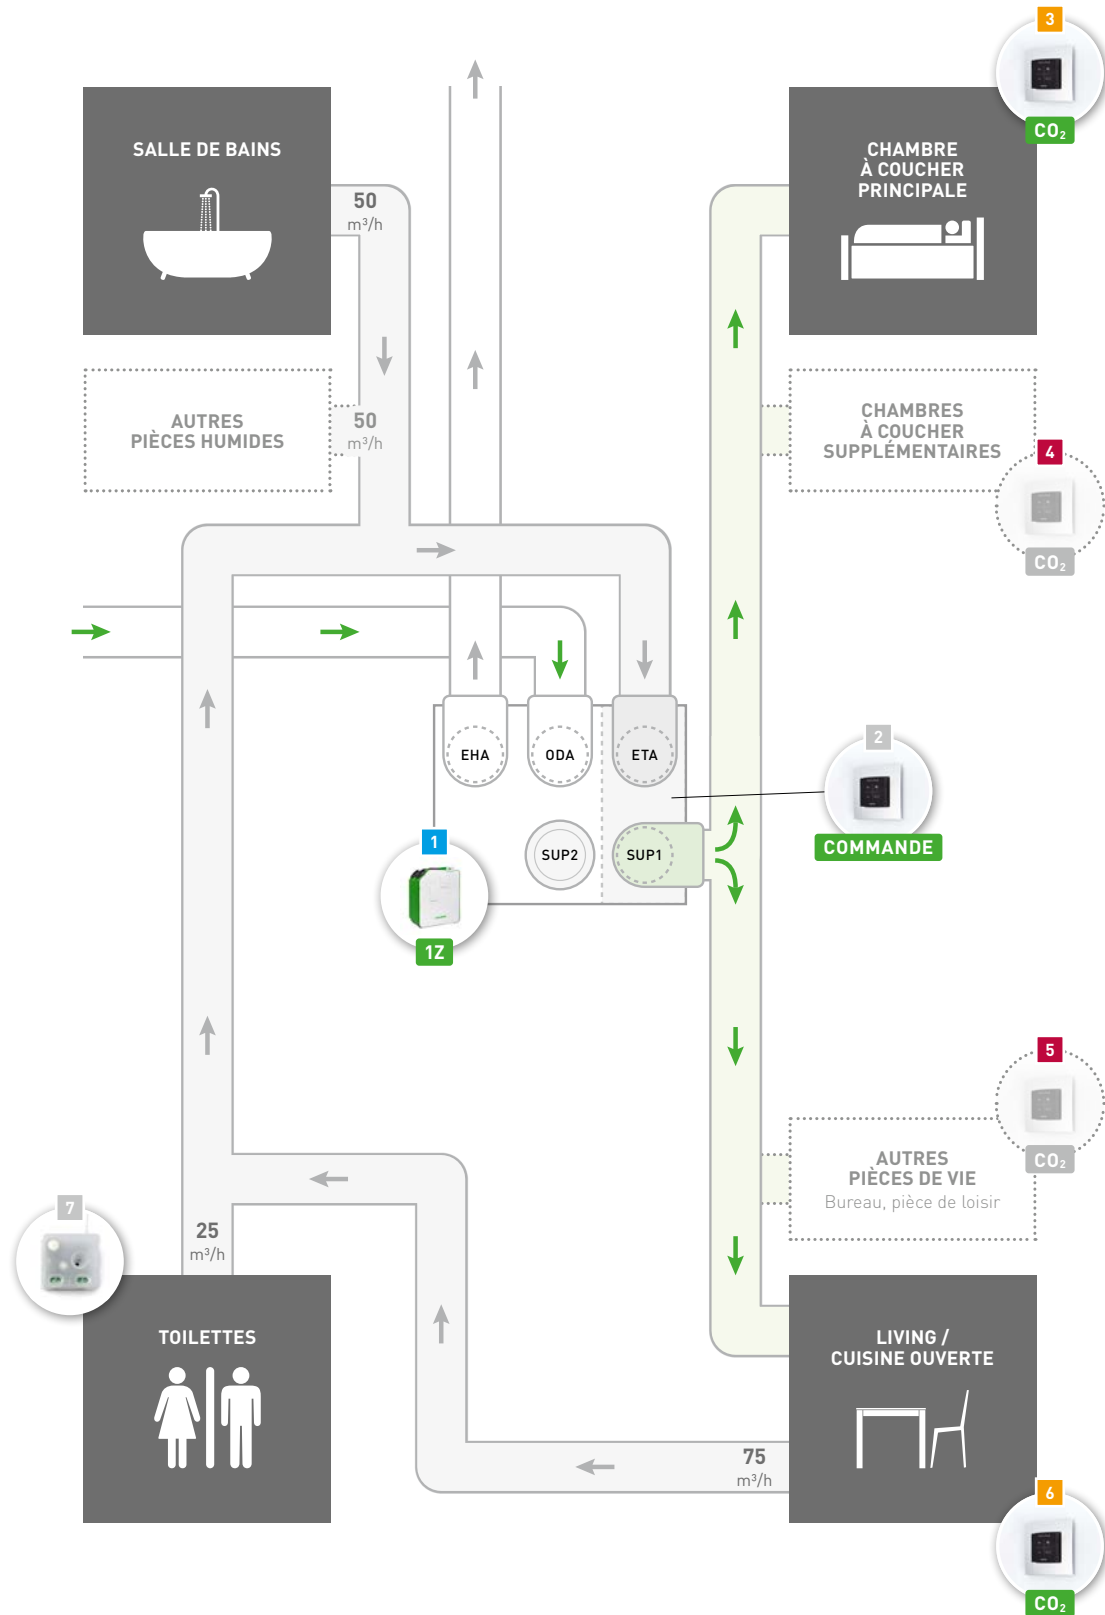 3
CO₂
SALLE DE BAINS
50
m³/h
CHAMBRE
À COUCHER
PRINCIPALE
AUTRES
PIÈCES HUMIDES
50
m³/h
CHAMBRES
À COUCHER
SUPPLÉMENTAIRES
4
CO₂
EHA
ODA
ETA
2
COMMANDE
1
1Z
SUP2
SUP1
5
CO₂
AUTRES
PIÈCES DE VIE
Bureau, pièce de loisir
7
25
m³/h
TOILETTES
LIVING /
CUISINE OUVERTE
75
m³/h
6
CO₂